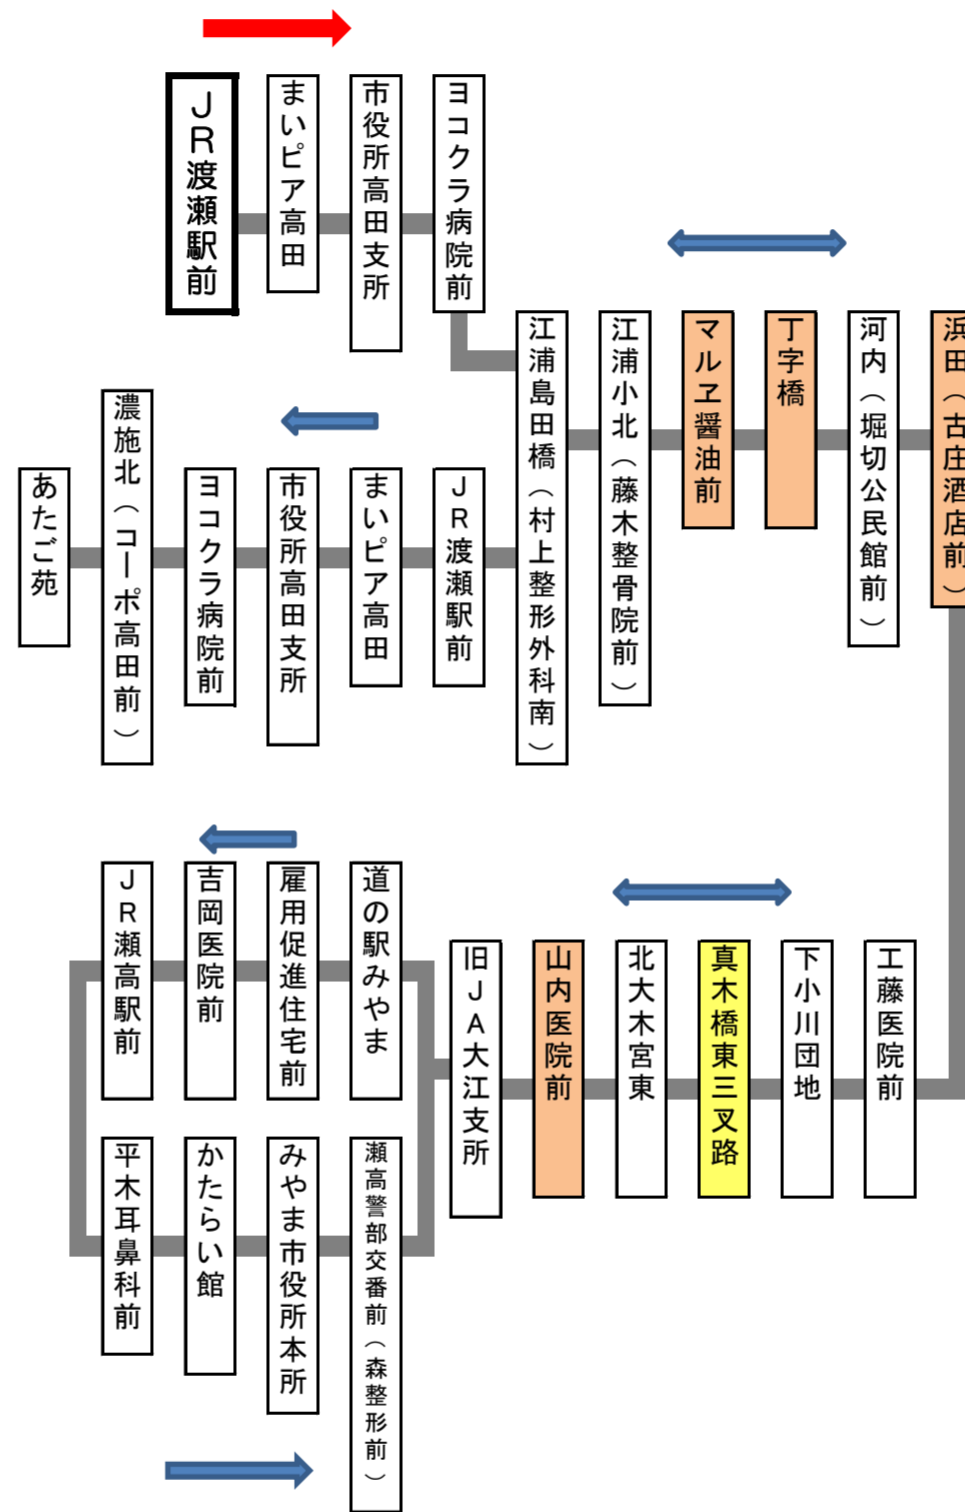 JR渡瀬駅前
まいピア高田
市役所高田支所
ヨコクラ病院前
江浦島田橋（村上整形外科南）
江浦小北（藤木整骨院前）
マルヱ醤油前
丁字橋
河内（堀切公民館前）
浜田（古庄酒店前）
あたご苑
濃施北（コーポ高田前）
ヨコクラ病院前
市役所高田支所
まいピア高田
JR渡瀬駅前
JR瀬高駅前
吉岡医院前
雇用促進住宅前
道の駅みやま
旧JA大江支所
山内医院前
北大木宮東
真木橋東三叉路
下小川団地
工藤医院前
平木耳鼻科前
かたらい館
みやま市役所本所
瀬高警部交番前（森整形前）